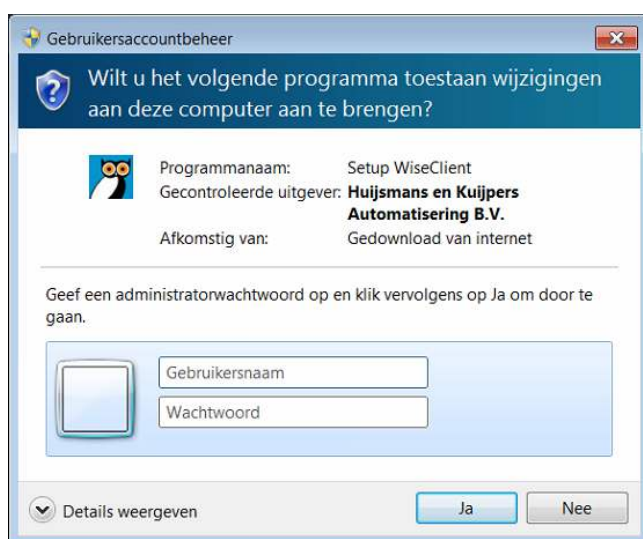 Gebruikersaccountbeheer
Wilt u het volgende programma toestaan wijzigingen
aan deze computer aan te brengen?
Programmanaam: Setup WiseClient
Gecontroleerde uitgever: Huijsmans en Kuijpers
Automatisering B.V.
Afkomstig van: Gedownload van internet
Geef een administratorwachtwoord op en klik vervolgens op Ja om door te
gaan.
Gebruikersnaam
Wachtwoord
Details weergeven Ja Nee